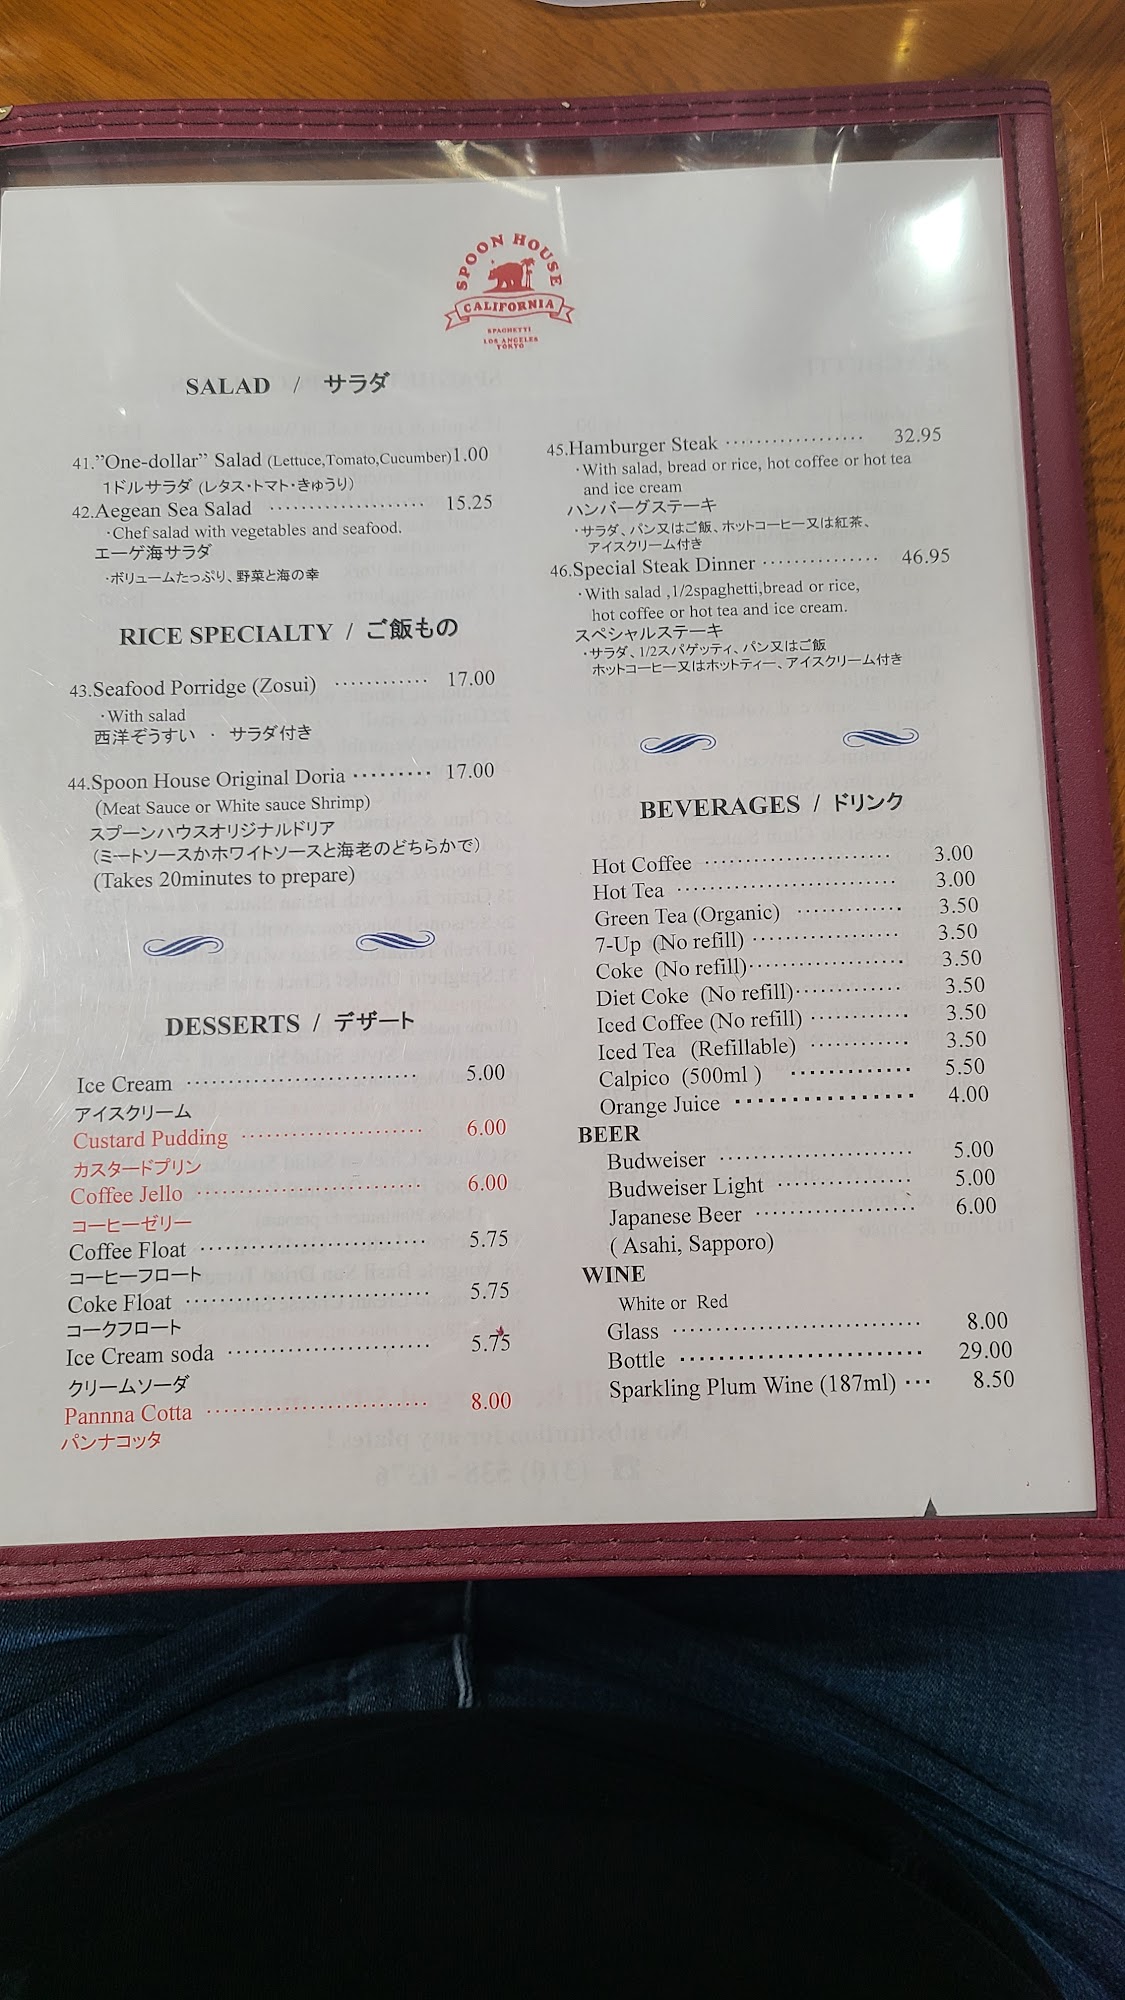 SPOON HOUSE
CALIFORNIA
SPAGHETTI
LOS ANGELES
TOKYO
SALAD / サラダ
41."One-dollar" Salad (Lettuce,Tomato,Cucumber)1.00
1ドルサラダ (レタス・トマト・きゅうり)
42.Aegean Sea Salad ···················· 15.25
·Chef salad with vegetables and seafood.
エーゲ海サラダ
·ボリュームたっぷり、野菜と海の幸
RICE SPECIALTY / ご飯もの
43.Seafood Porridge (Zosui) ············ 17.00
·With salad
西洋ぞうすい ・ サラダ付き
44.Spoon House Original Doria ········· 17.00
(Meat Sauce or White sauce Shrimp)
スプーンハウスオリジナルドリア
(ミートソースかホワイトソースと海老のどちらかで)
(Takes 20minutes to prepare)
DESSERTS / デザート
Ice Cream ···························· 5.00
アイスクリーム
Custard Pudding ······················ 6.00
カスタードプリン
Coffee Jello ··························· 6.00
コーヒーゼリー
Coffee Float ··························· 5.75
コーヒーフロート
Coke Float ····························· 5.75
コークフロート
Ice Cream soda ························ 5.75
クリームソーダ
Pannna Cotta ·························· 8.00
パンナコッタ
45.Hamburger Steak ·················· 32.95
·With salad, bread or rice, hot coffee or hot tea
and ice cream
ハンバーグステーキ
·サラダ、パン又はご飯、ホットコーヒー又は紅茶、
アイスクリーム付き
46.Special Steak Dinner ··············· 46.95
·With salad ,1/2spaghetti,bread or rice,
hot coffee or hot tea and ice cream.
スペシャルステーキ
·サラダ、1/2スパゲッティ、パン又はご飯
ホットコーヒー又はホットティー、アイスクリーム付き
BEVERAGES / ドリンク
Hot Coffee ························ 3.00
Hot Tea ···························· 3.00
Green Tea (Organic) ·············· 3.50
7-Up (No refill) ··················· 3.50
Coke (No refill)···················· 3.50
Diet Coke (No refill)·············· 3.50
Iced Coffee (No refill) ············· 3.50
Iced Tea (Refillable) ············ 3.50
Calpico (500ml ) ············· 5.50
Orange Juice ················· 4.00
BEER
Budweiser ························· 5.00
Budweiser Light ·················· 5.00
Japanese Beer ····················· 6.00
( Asahi, Sapporo)
WINE
White or Red
Glass ······························ 8.00
Bottle ························· 29.00
Sparkling Plum Wine (187ml) ··· 8.50